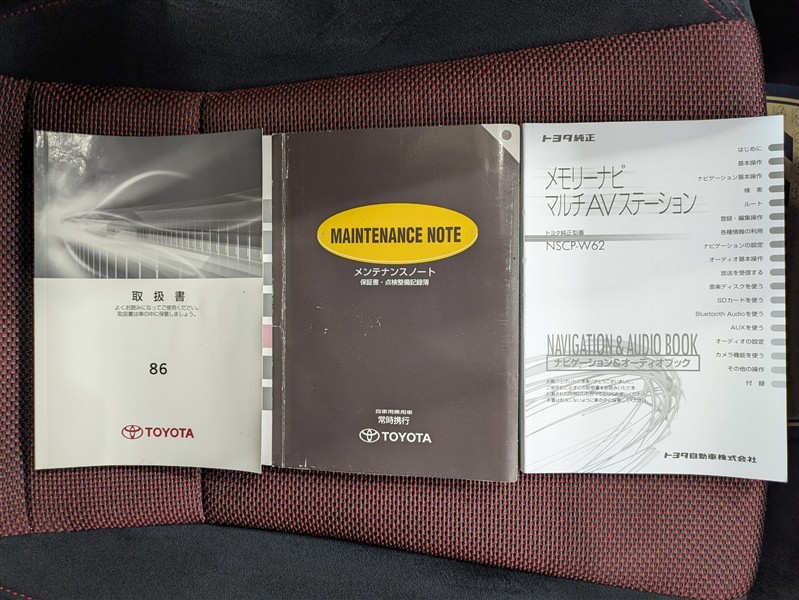 取扱書
よくお読みになってご使用ください。
取扱書は車の中に保管しましょう。
86
TOYOTA
MAINTENANCE NOTE
メンテナンスノート
保証書・点検整備記録簿
自家用乗用車
常時携行
TOYOTA
トヨタ純正
メモリーナビ
マルチAVステーション
トヨタ純正型番
NSCP-W62
NAVIGATION & AUDIO BOOK
ナビゲーション&オーディオブック
トヨタ自動車株式会社
はじめに
基本操作
ナビゲーション基本操作
検索
ルート
登録・編集操作
各種情報の利用
ナビゲーションの設定
オーディオ基本操作
放送を受信する
音楽ディスクを使う
SDカードを使う
Bluetooth Audioを使う
AUXを使う
オーディオの設定
カメラ機能を使う
その他の操作
付録